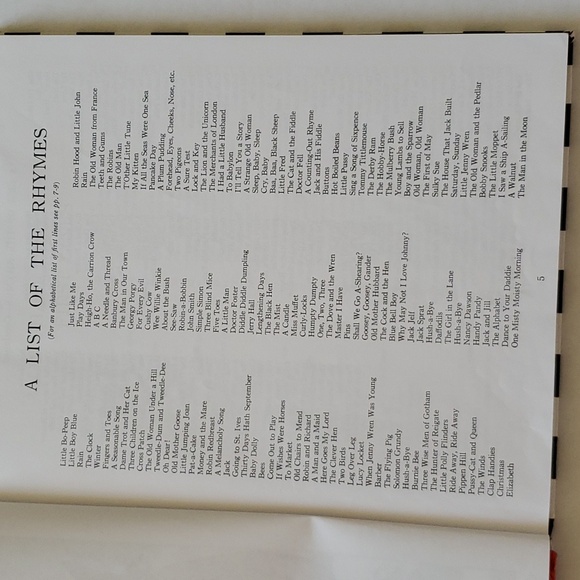 A LIST OF THE RHYMES
(For an alphabetical list of first lines see pp. 7-9)
Little Bo-Peep
Little Boy Blue
Rain
The Clock
Winter
Fingers and Toes
A Seasonable Song
Dame Trot and Her Cat
Three Children on the Ice
Cross Patch
The Old Woman Under a Hill
Tweedle-Dum and Tweedle-Dee
Oh Dear!
Old Mother Goose
Little Jumping Joan
Pat-a-Cake
Money and the Mare
Robin Redbreast
A Melancholy Song
Jack
Going to St. Ives
Thirty Days Hath September
Baby Dolly
Bees
Come Out to Play
If Wishes Were Horses
To Market
Old Chairs to Mend
Robin and Richard
A Man and a Maid
Here Goes My Lord
The Clever Hen
Two Birds
Leg Over Leg
Lucy Locket
When Jenny Wren Was Young
Barber
The Flying Pig
Solomon Grundy
Hush-a-Bye
Burnie Bee
Three Wise Men of Gotham
The Hunter of Reigate
Little Polly Flinders
Ride Away, Ride Away
Pippen Hill
Pussy-Cat and Queen
The Winds
Clap Handies
Christmas
Elizabeth
Just Like Me
Play Days
Heigh Ho, the Carrion Crow
A B C
A Needle and Thread
Banbury Cross
The Man in Our Town
Georgy Porgy
For Every Evil
Cushy Cow
Wee Willie Winkie
About the Bush
See-Saw
Robin-a-Bobbin
John Smith
Simple Simon
Three Blind Mice
Five Toes
A Little Man
Doctor Foster
Diddle Diddle Dumpling
Jerry Hall
Lengthening Days
The Black Hen
The Mist
A Candle
Miss Muffet
Curly-Locks
Humpty Dumpty
One, Two, Three
The Dove and the Wren
Master I Have
Pins
Shall We Go A-Shearing?
Goosey, Goosey, Gander
Old Mother Hubbard
The Cock and the Hen
Blue Bell Boy
Why May Not I Love Johnny?
Jack Jelf
Jack Sprat
Hush-a-Bye
Daffodils
The Girl in the Lane
Hush-a-Bye
Nancy Dawson
Handy Pandy
Jack and Jill
The Alphabet
Dance to Your Daddie
One Misty Moisty Morning
Robin Hood and Little John
Rain
The Old Woman from France
Teeth and Gums
The Robins
The Old Man
T'Other Little Tune
My Kitten
If All the Seas Were One Sea
Pancake Day
A Plum Pudding
Forehead, Eyes, Cheeks, Nose, etc.
Two Pigeons
A Sure Test
Lock and Key
The Lion and the Unicorn
The Merchants of London
I Had a Little Husband
To Babylon
I'll Tell You a Story
A Strange Old Woman
Sleep, Baby, Sleep
Cry, Baby
Baa, Baa, Black Sheep
Little Fred
The Cat and the Fiddle
Doctor Fell
A Counting-Out Rhyme
Jack and His Fiddle
Buttons
Hot Boiled Beans
Little Pussy
Sing a Song of Sixpence
Tommy Tittlemouse
The Derby Ram
The Hobby-Horse
The Mulberry Bush
Young Lambs to Sell
Boy and the Sparrow
Old Woman, Old Woman
The First of May
Sulky Sue
The House That Jack Built
Saturday, Sunday
Little Jenny Wren
The Old Woman and the Pedlar
Bobby Snooks
The Little Moppet
I Saw a Ship A-Sailing
A Walnut
The Man in the Moon
5